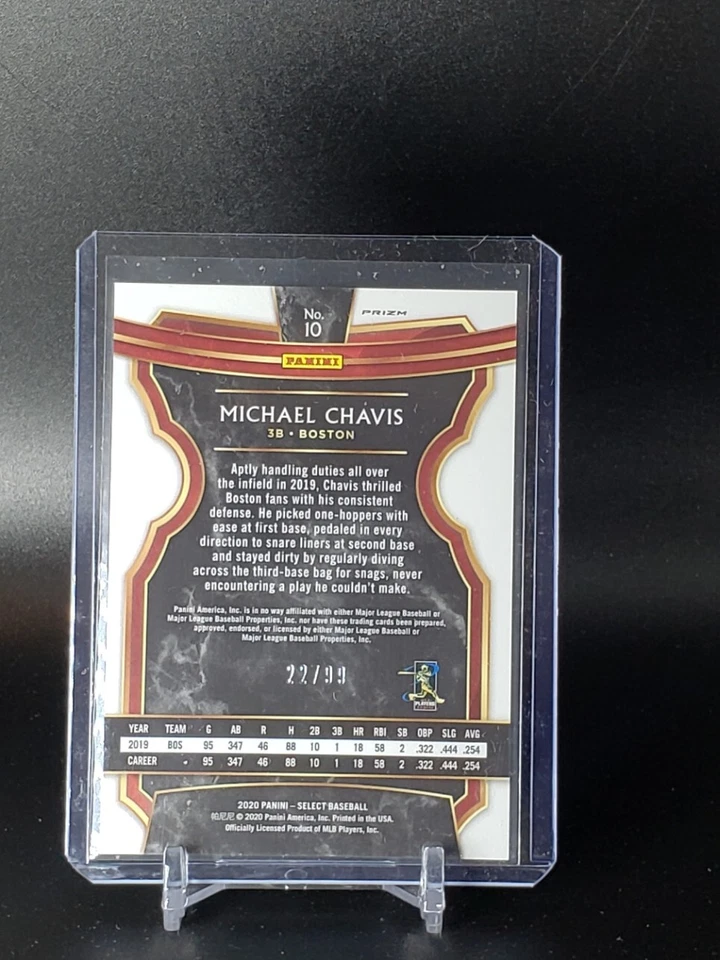 No.
10
PRIZM
PANINI
MICHAEL CHAVIS
3B • BOSTON
Aptly handling duties all over
the infield in 2019, Chavis thrilled
Boston fans with his consistent
defense. He picked one-hoppers with
ease at first base, pedaled in every
direction to snare liners at second base
and stayed dirty by regularly diving
across the third-base bag for snags, never
encountering a play he couldn't make.
Panini America, Inc. is in no way affiliated with either Major League Baseball or
Major League Baseball Properties, Inc. nor have these trading cards been prepared,
approved, endorsed, or licensed by either Major League Baseball or
Major League Baseball Properties, Inc.
22/99
PLAYERS
YEAR TEAM G AB R H 2B 3B HR RBI SB OBP SLG AVG
2019 BOS 95 347 46 88 10 1 18 58 2 .322 .444 .254
CAREER 95 347 46 88 10 1 18 58 2 .322 .444 .254
2020 PANINI – SELECT BASEBALL
帕尼尼 © 2020 Panini America, Inc. Printed in the USA.
Officially Licensed Product of MLB Players, Inc.